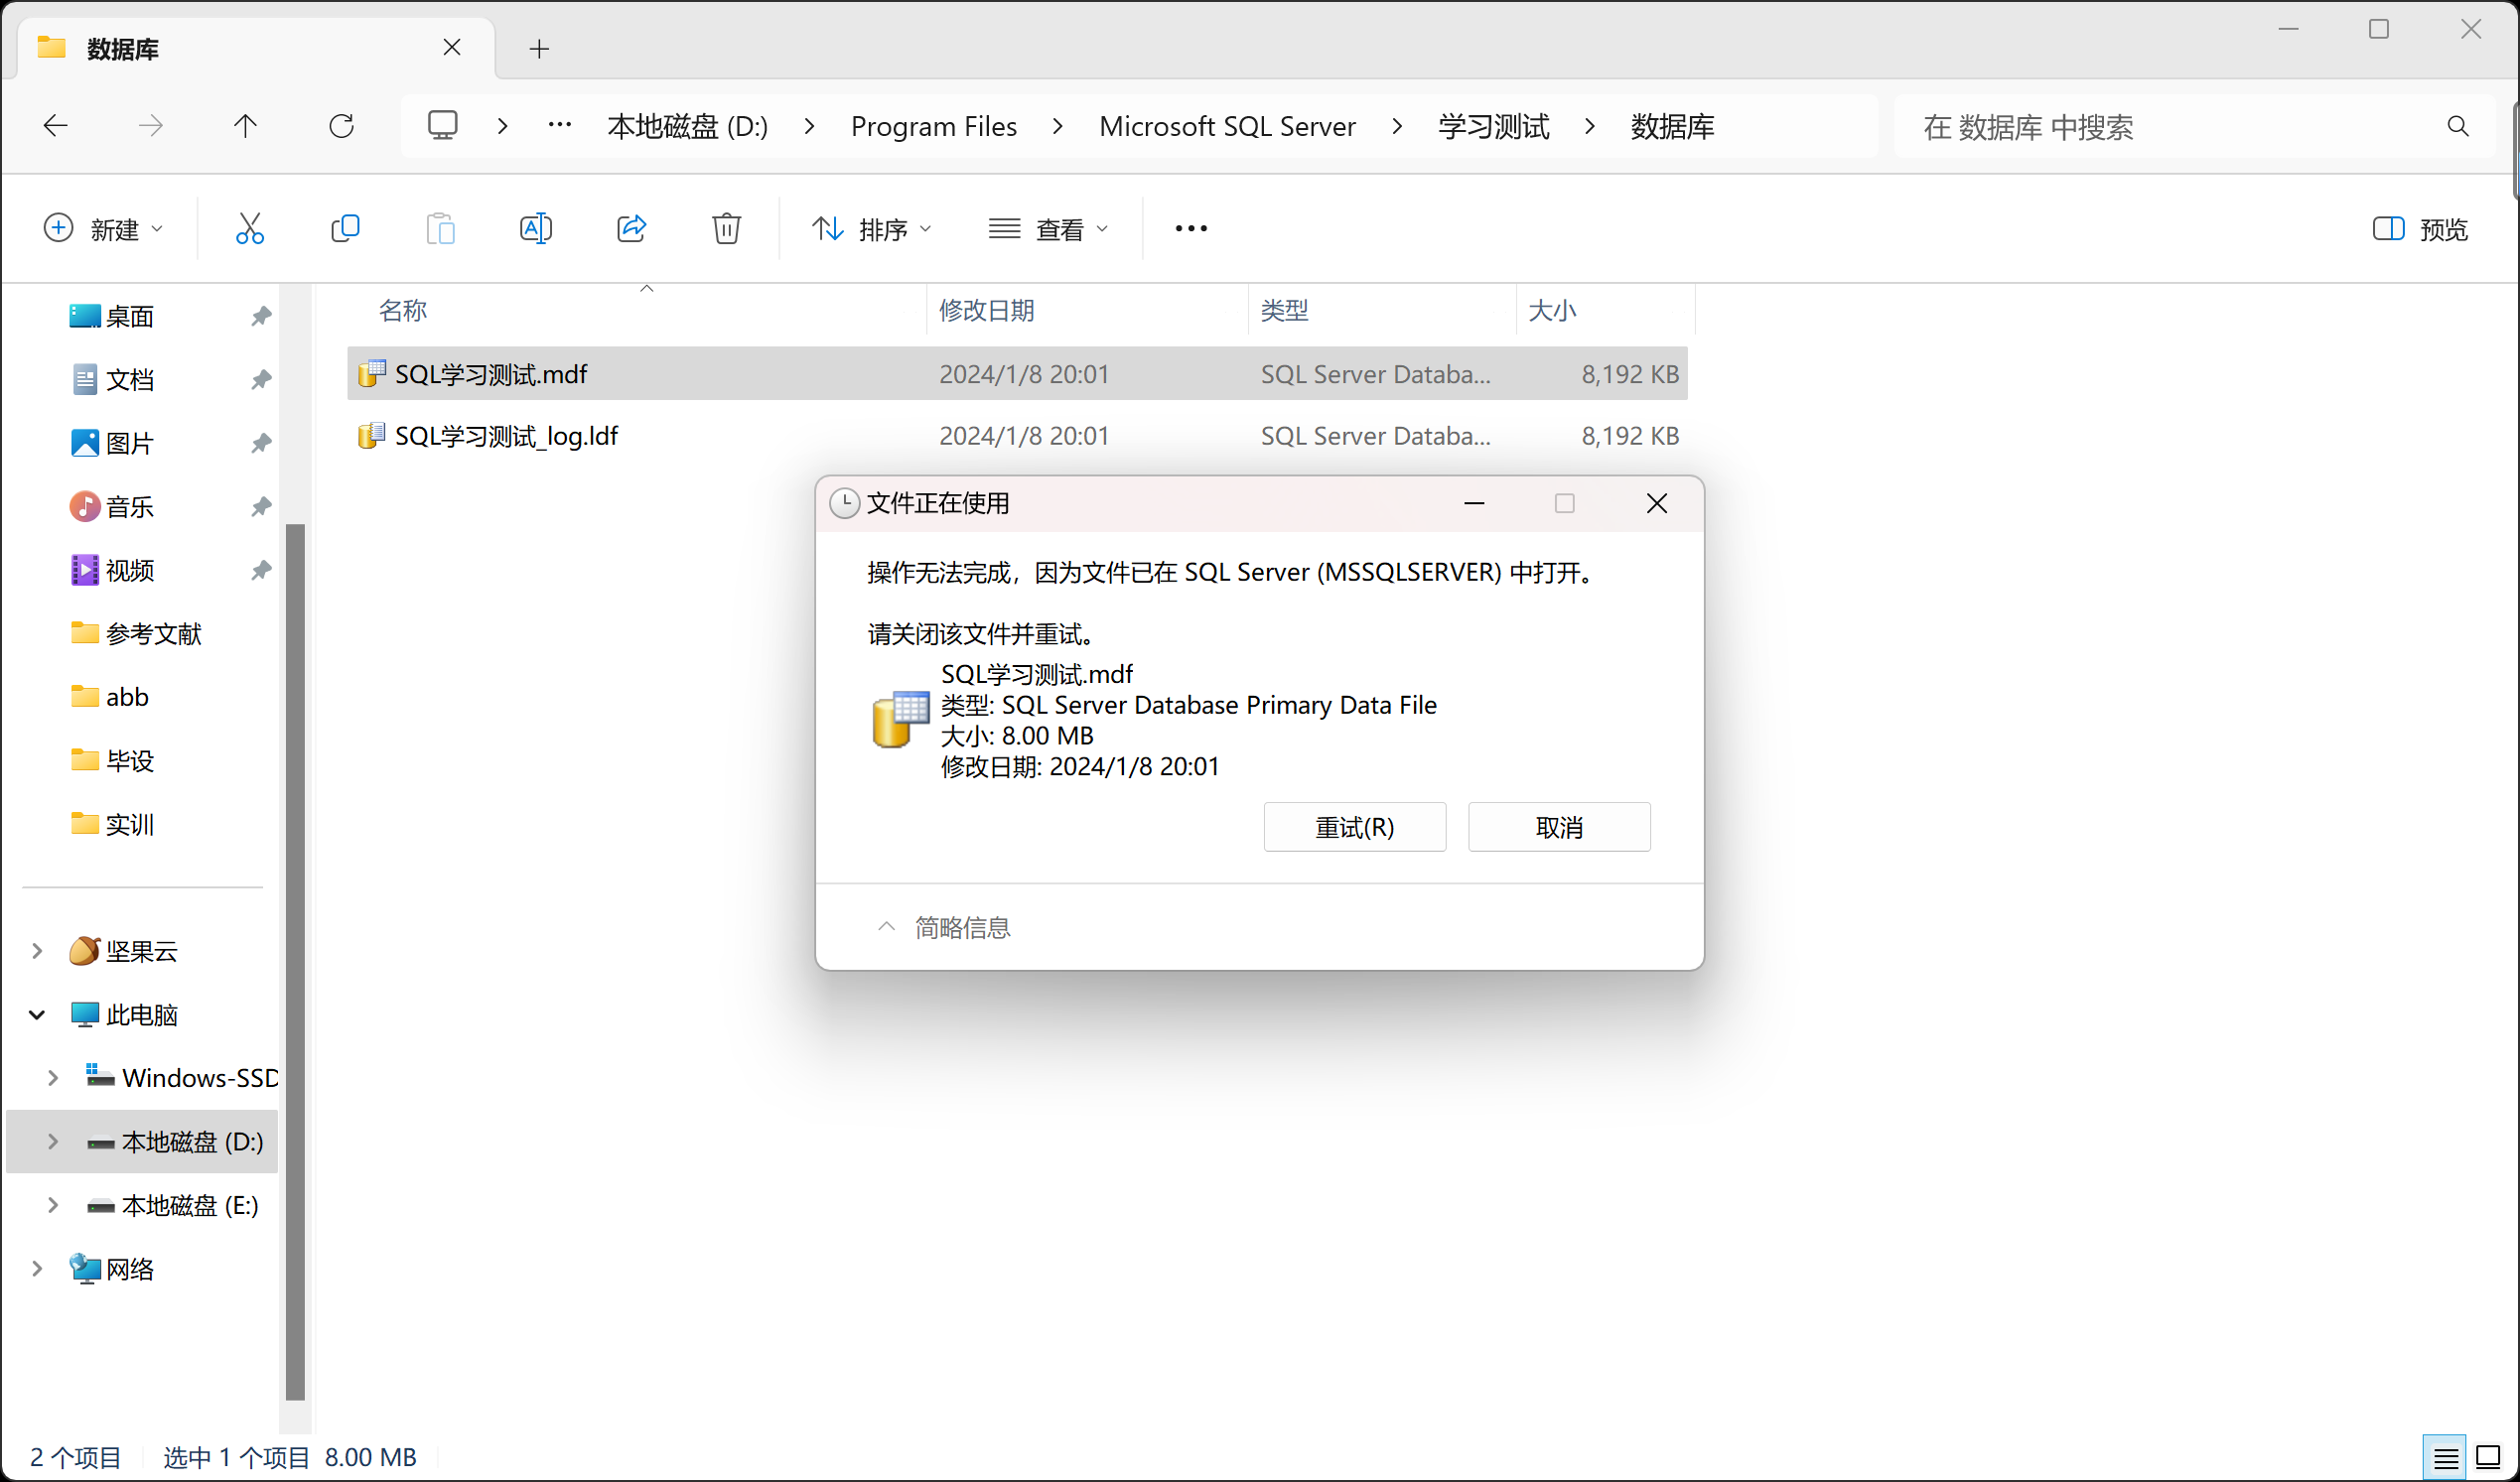 数据库
本地磁盘 (D:) Program Files Microsoft SQL Server 学习测试 数据库
在 数据库 中搜索
新建 排序 查看 预览
名称 修改日期 类型 大小
SQL学习测试.mdf 2024/1/8 20:01 SQL Server Databa... 8,192 KB
SQL学习测试_log.ldf 2024/1/8 20:01 SQL Server Databa... 8,192 KB
桌面
文档
图片
音乐
视频
参考文献
abb
毕设
实训
坚果云
此电脑
Windows-SSD
本地磁盘 (D:)
本地磁盘 (E:)
网络
文件正在使用
操作无法完成，因为文件已在 SQL Server (MSSQLSERVER) 中打开。
请关闭该文件并重试。
SQL学习测试.mdf
类型: SQL Server Database Primary Data File
大小: 8.00 MB
修改日期: 2024/1/8 20:01
重试(R) 取消
简略信息
2 个项目 选中 1 个项目 8.00 MB